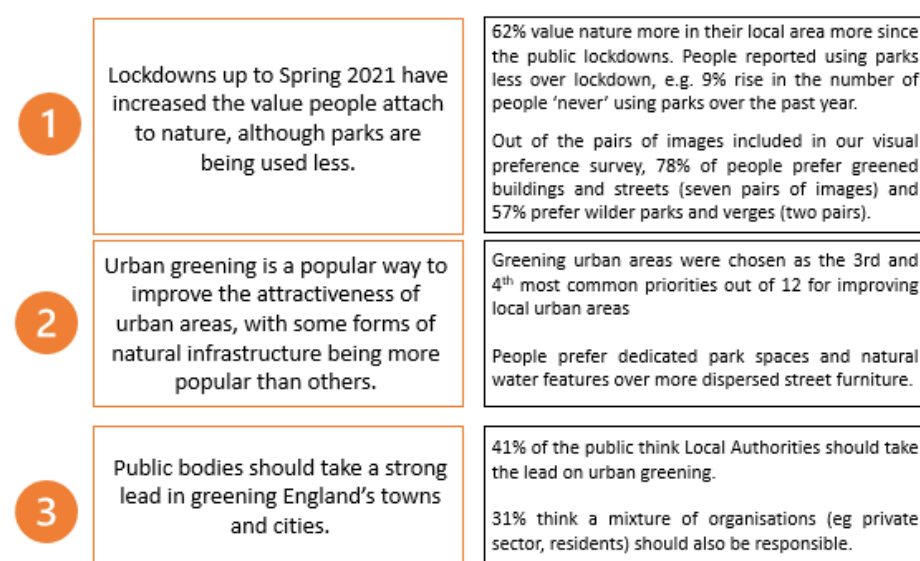 1
Lockdowns up to Spring 2021 have
increased the value people attach
to nature, although parks are
being used less.
62% value nature more in their local area more since
the public lockdowns. People reported using parks
less over lockdown, e.g. 9% rise in the number of
people ‘never’ using parks over the past year.
Out of the pairs of images included in our visual
preference survey, 78% of people prefer greened
buildings and streets (seven pairs of images) and
57% prefer wilder parks and verges (two pairs).
2
Urban greening is a popular way to
improve the attractiveness of
urban areas, with some forms of
natural infrastructure being more
popular than others.
Greening urban areas were chosen as the 3rd and
4th most common priorities out of 12 for improving
local urban areas
People prefer dedicated park spaces and natural
water features over more dispersed street furniture.
3
Public bodies should take a strong
lead in greening England’s towns
and cities.
41% of the public think Local Authorities should take
the lead on urban greening.
31% think a mixture of organisations (eg private
sector, residents) should also be responsible.